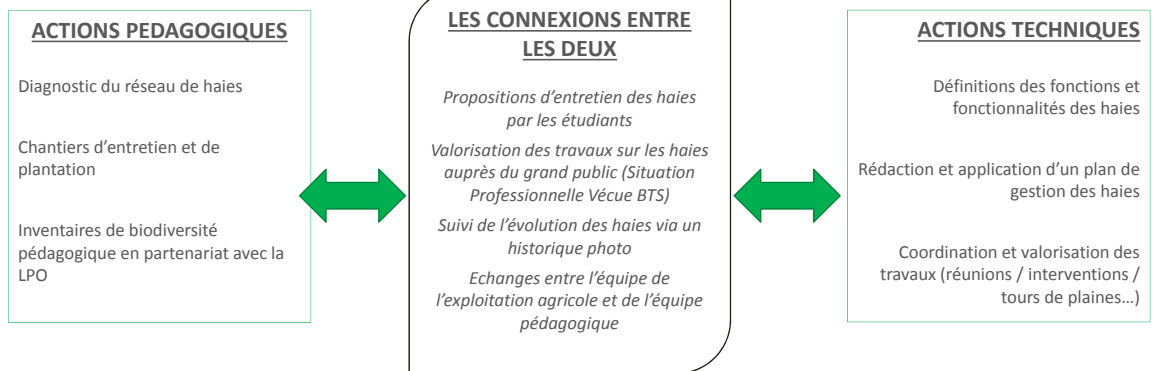 ACTIONS PEDAGOGIQUES
Diagnostic du réseau de haies
Chantiers d'entretien et de
plantation
Inventaires de biodiversité
pédagogique en partenariat avec la
LPO
LES CONNEXIONS ENTRE
LES DEUX
Propositions d'entretien des haies
par les étudiants
Valorisation des travaux sur les haies
auprès du grand public (Situation
Professionnelle Vécue BTS)
Suivi de l'évolution des haies via un
historique photo
Echanges entre l'équipe de
l'exploitation agricole et de l'équipe
pédagogique
ACTIONS TECHNIQUES
Définitions des fonctions et
fonctionnalités des haies
Rédaction et application d'un plan de
gestion des haies
Coordination et valorisation des
travaux (réunions / interventions /
tours de plaines…)